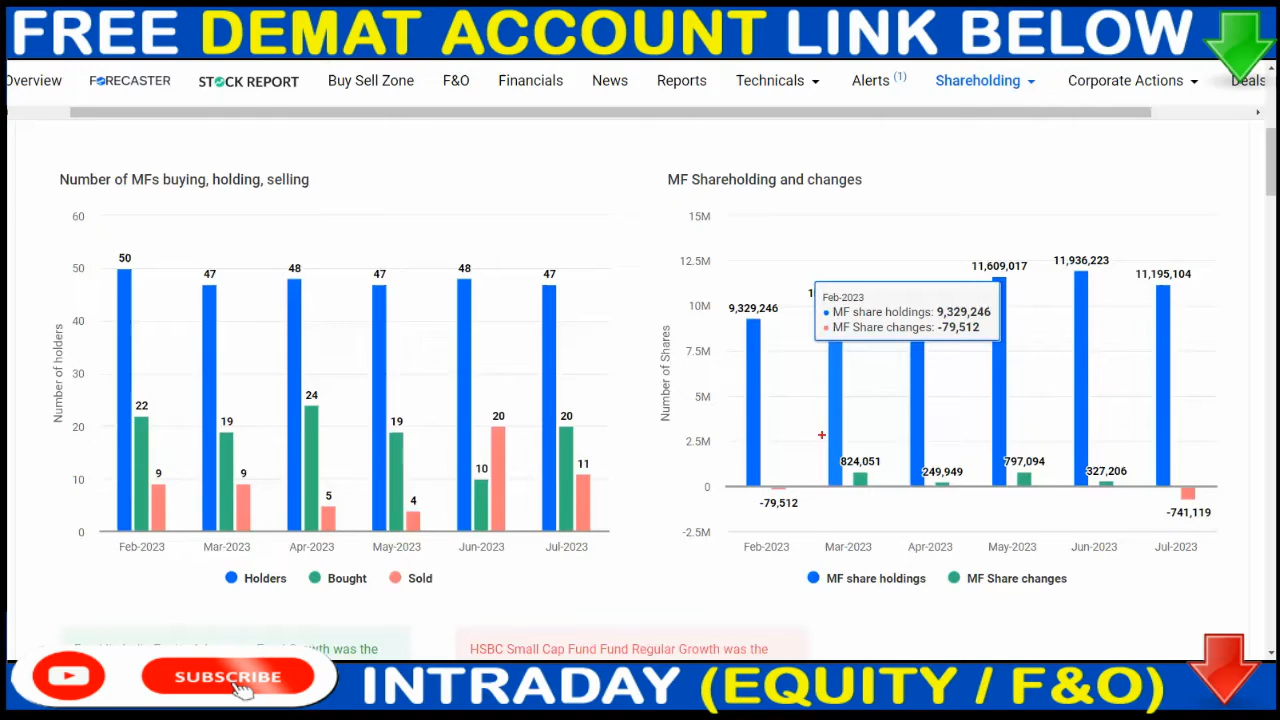 FREE DEMAT ACCOUNT LINK BELOW
Overview FORECASTER STOCK REPORT Buy Sell Zone F&O Financials News Reports Technicals Alerts (1) Shareholding Corporate Actions Deals
Number of MFs buying, holding, selling
60
50
40
30
20
10
0
Number of holders
50
22
9
47
19
9
48
24
5
47
19
4
48
10
20
47
20
11
Feb-2023 Mar-2023 Apr-2023 May-2023 Jun-2023 Jul-2023
Holders Bought Sold
MF Shareholding and changes
15M
12.5M
10M
7.5M
5M
2.5M
0
-2.5M
Number of Shares
9,329,246
11,609,017
11,936,223
11,195,104
Feb-2023
MF share holdings: 9,329,246
MF Share changes: -79,512
-79,512
824,051
249,949
797,094
327,206
-741,119
Feb-2023 Mar-2023 Apr-2023 May-2023 Jun-2023 Jul-2023
MF share holdings MF Share changes
Growth was the
HSBC Small Cap Fund Fund Regular Growth was the
SUBSCRIBE
INTRADAY (EQUITY / F&O)